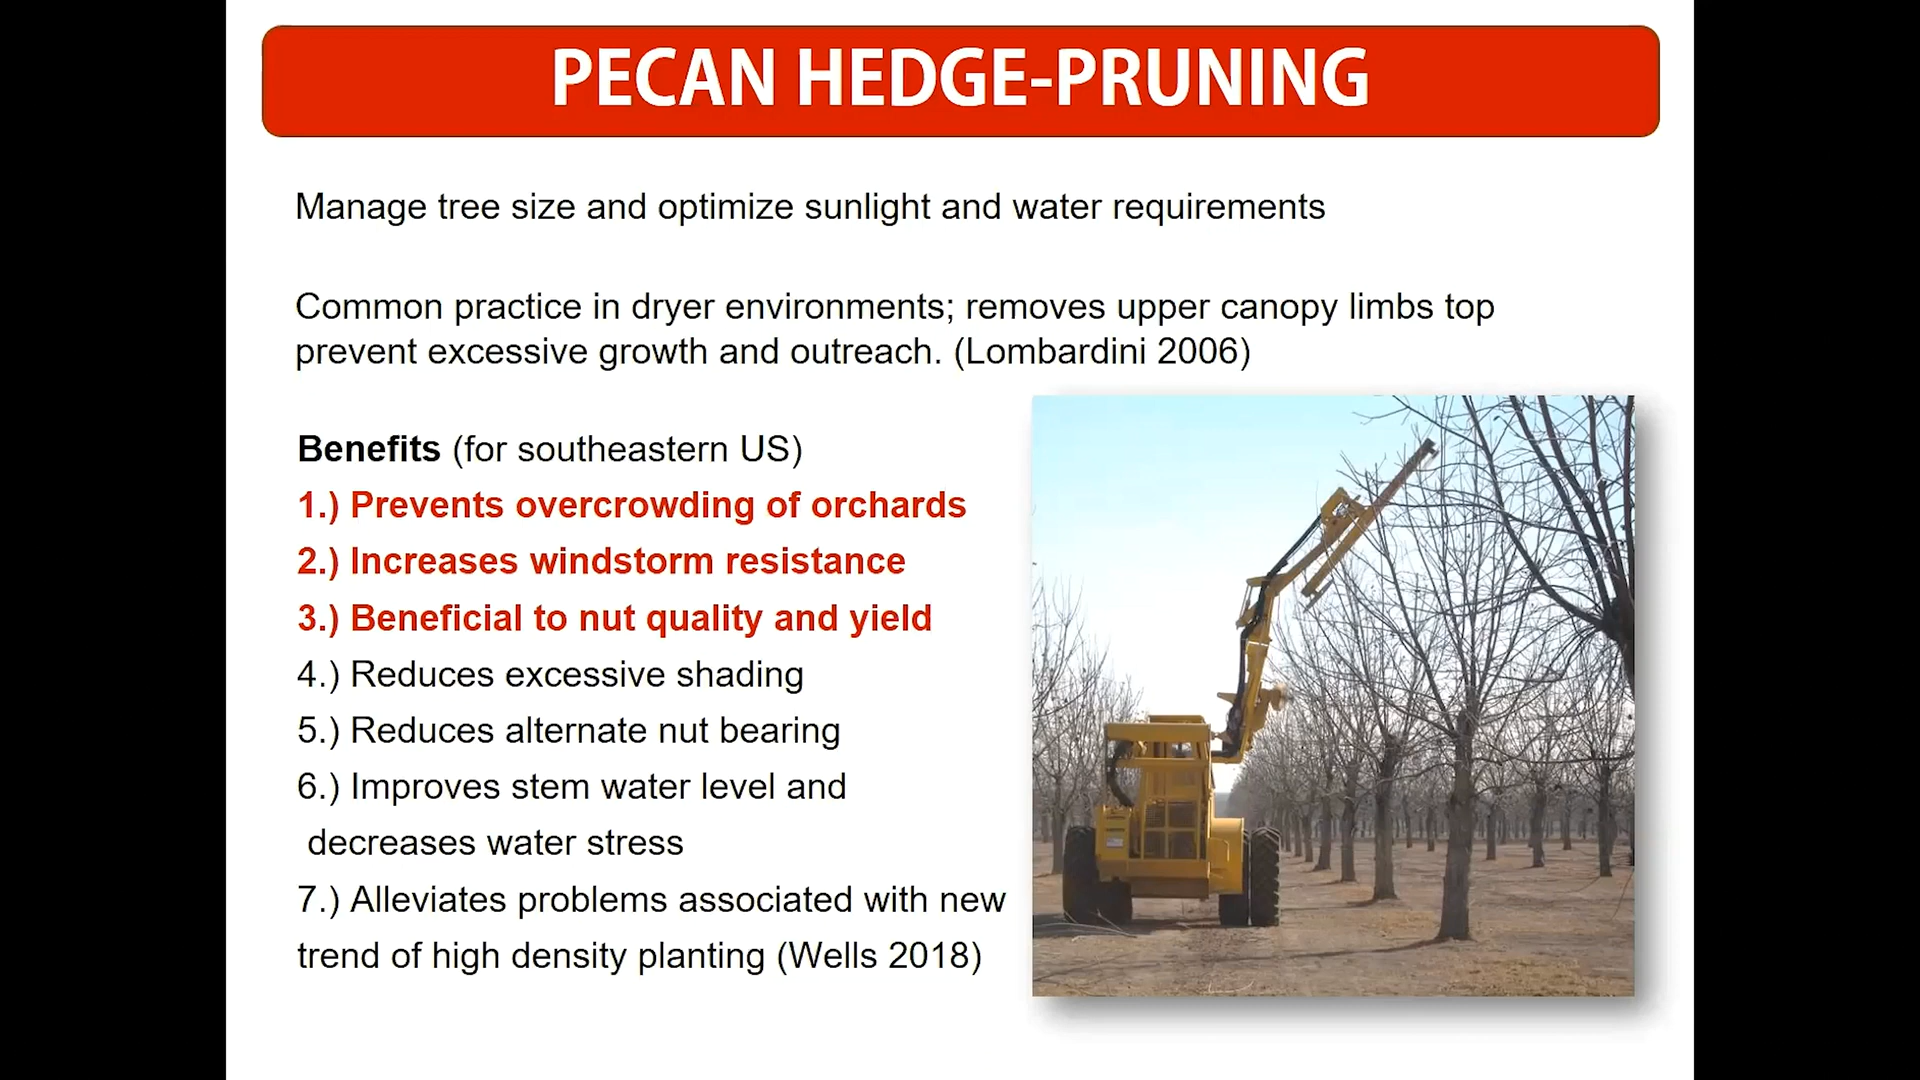 PECAN HEDGE-PRUNING
Manage tree size and optimize sunlight and water requirements
Common practice in dryer environments; removes upper canopy limbs top
prevent excessive growth and outreach. (Lombardini 2006)
Benefits (for southeastern US)
1.) Prevents overcrowding of orchards
2.) Increases windstorm resistance
3.) Beneficial to nut quality and yield
4.) Reduces excessive shading
5.) Reduces alternate nut bearing
6.) Improves stem water level and
decreases water stress
7.) Alleviates problems associated with new
trend of high density planting (Wells 2018)